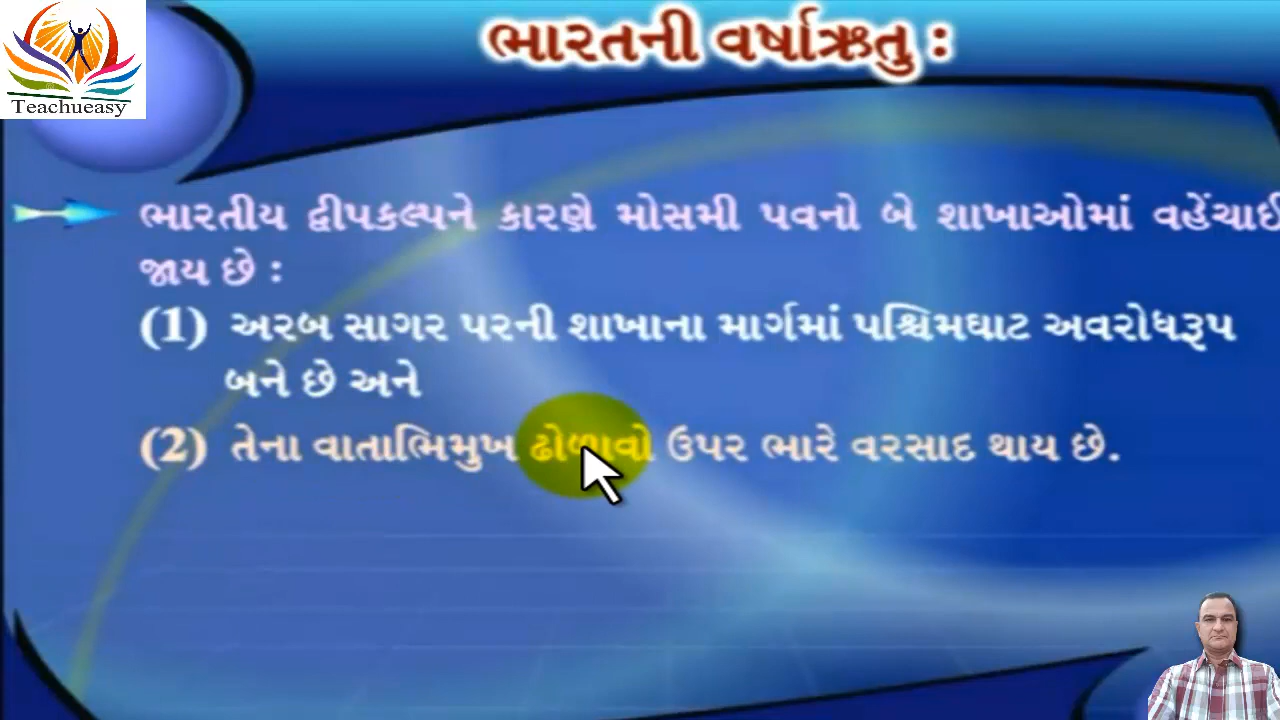 ભારતની વર્ષાઋતુ :
Teachueasy
ભારતીય દ્વીપકલ્પને કારણે મોસમી પવનો બે શાખાઓમાં વહેંચાઈ
જાય છે :
(1) અરબ સાગર પરની શાખાના માર્ગમાં પશ્ચિમઘાટ અવરોધરૂપ
બને છે અને
(2) તેના વાતાભિમુખ ઢોળાવો ઉપર ભારે વરસાદ થાય છે.